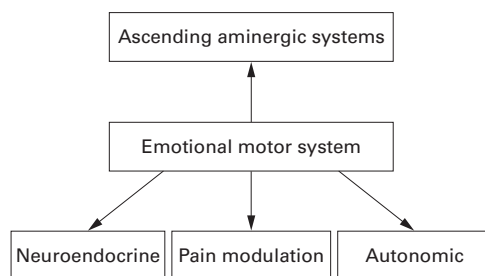 Ascending aminergic systems
Emotional motor system
Neuroendocrine
Pain modulation
Autonomic